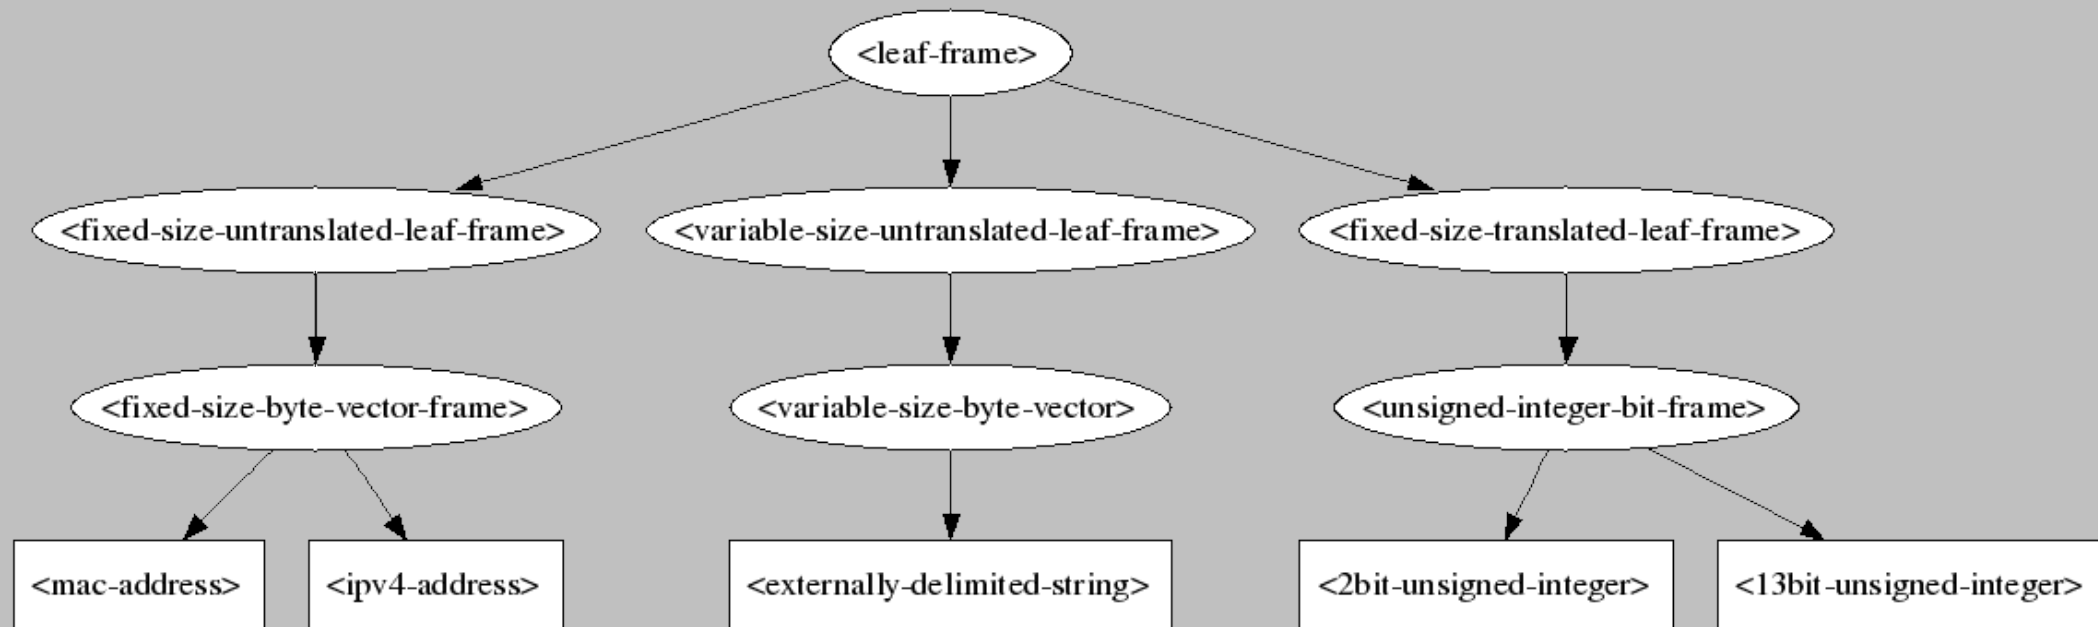 <leaf-frame>
<fixed-size-untranslated-leaf-frame>
<variable-size-untranslated-leaf-frame>
<fixed-size-translated-leaf-frame>
<fixed-size-byte-vector-frame>
<variable-size-byte-vector>
<unsigned-integer-bit-frame>
<mac-address>
<ipv4-address>
<externally-delimited-string>
<2bit-unsigned-integer>
<13bit-unsigned-integer>